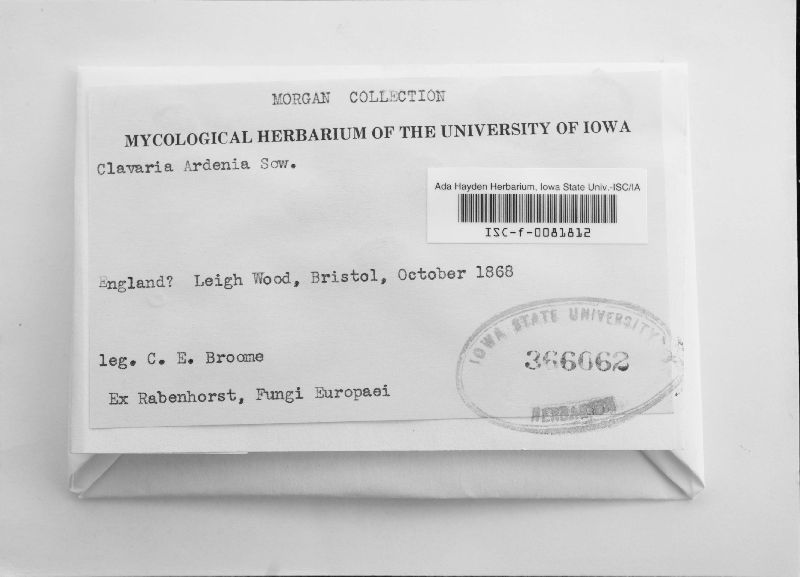 MORGAN COLLECTION
MYCOLOGICAL HERBARIUM OF THE UNIVERSITY OF IOWA
Clavaria Ardenia Sow.
Ada Hayden Herbarium, Iowa State Univ.-ISC/IA
ISC-f-0081812
England? Leigh Wood, Bristol, October 1868
IOWA STATE UNIVERSITY
366062
HERBARIUM
leg. C. E. Broome
Ex Rabenhorst, Fungi Europaei